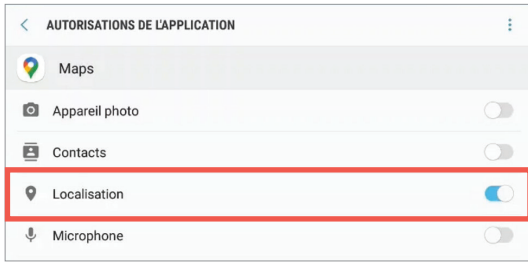 AUTORISATIONS DE L'APPLICATION
Maps
Appareil photo
Contacts
Localisation
Microphone